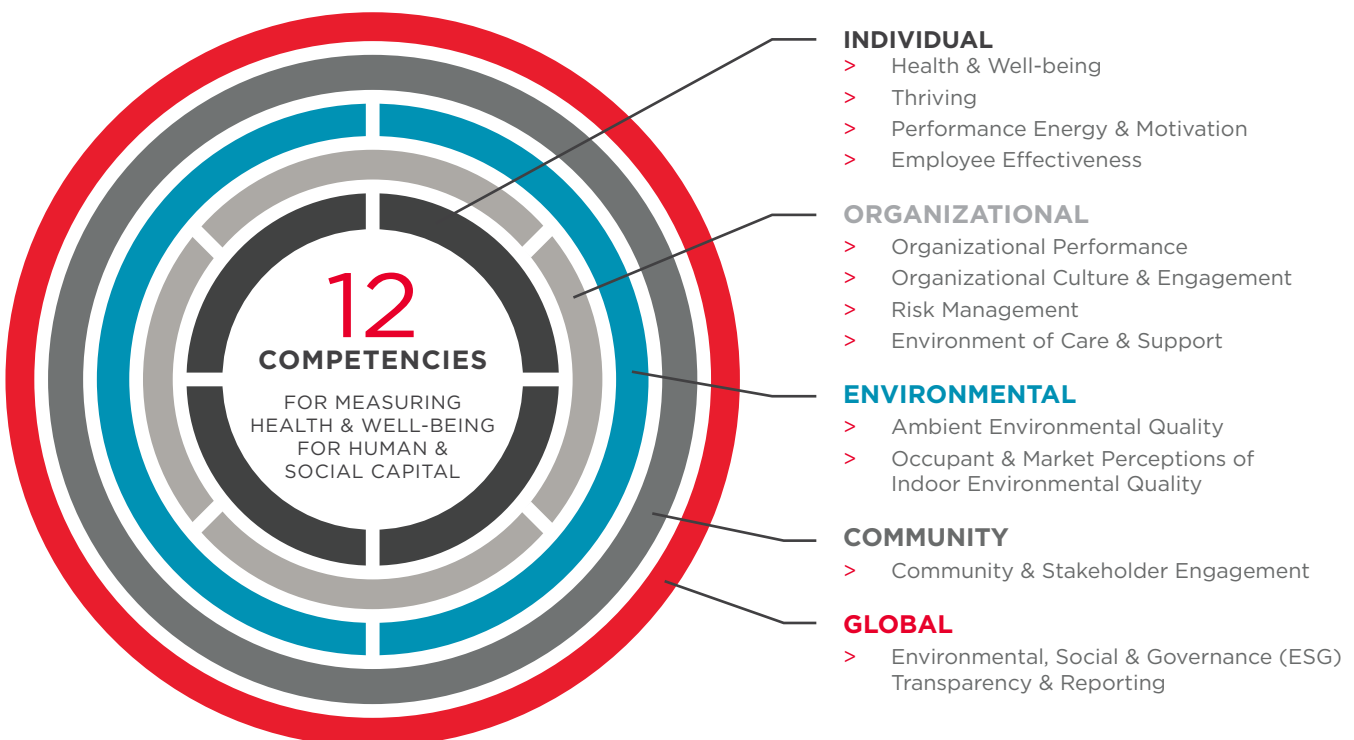 12
COMPETENCIES
FOR MEASURING
HEALTH & WELL-BEING
FOR HUMAN &
SOCIAL CAPITAL
INDIVIDUAL
> Health & Well-being
> Thriving
> Performance Energy & Motivation
> Employee Effectiveness
ORGANIZATIONAL
> Organizational Performance
> Organizational Culture & Engagement
> Risk Management
> Environment of Care & Support
ENVIRONMENTAL
> Ambient Environmental Quality
> Occupant & Market Perceptions of
Indoor Environmental Quality
COMMUNITY
> Community & Stakeholder Engagement
GLOBAL
> Environmental, Social & Governance (ESG)
Transparency & Reporting